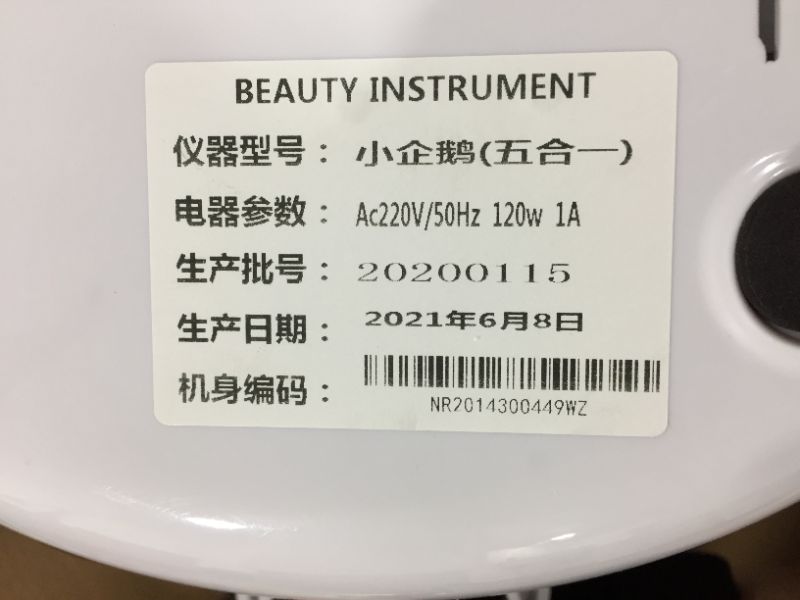 BEAUTY INSTRUMENT
仪器型号： 小企鹅(五合一)
电器参数： Ac220V/50Hz 120w 1A
生产批号： 20200115
生产日期： 2021年6月8日
机身编码：
NR2014300449WZ